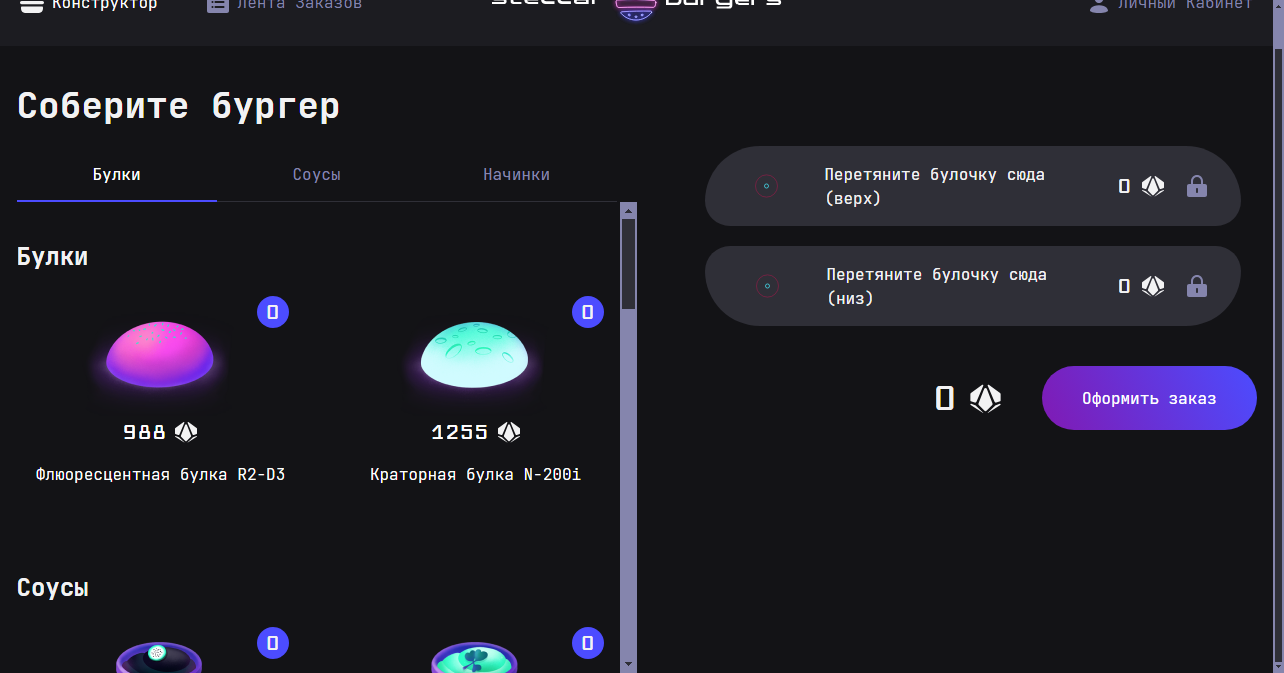 Конструктор
Лента Заказов
Stellar Burgers
Личный Кабинет
Соберите бургер
Булки
Соусы
Начинки
Перетяните булочку сюда
(верх)
0
Перетяните булочку сюда
(низ)
0
0
Оформить заказ
Булки
0
0
988
1255
Флюоресцентная булка R2-D3
Краторная булка N-200i
Соусы
0
0